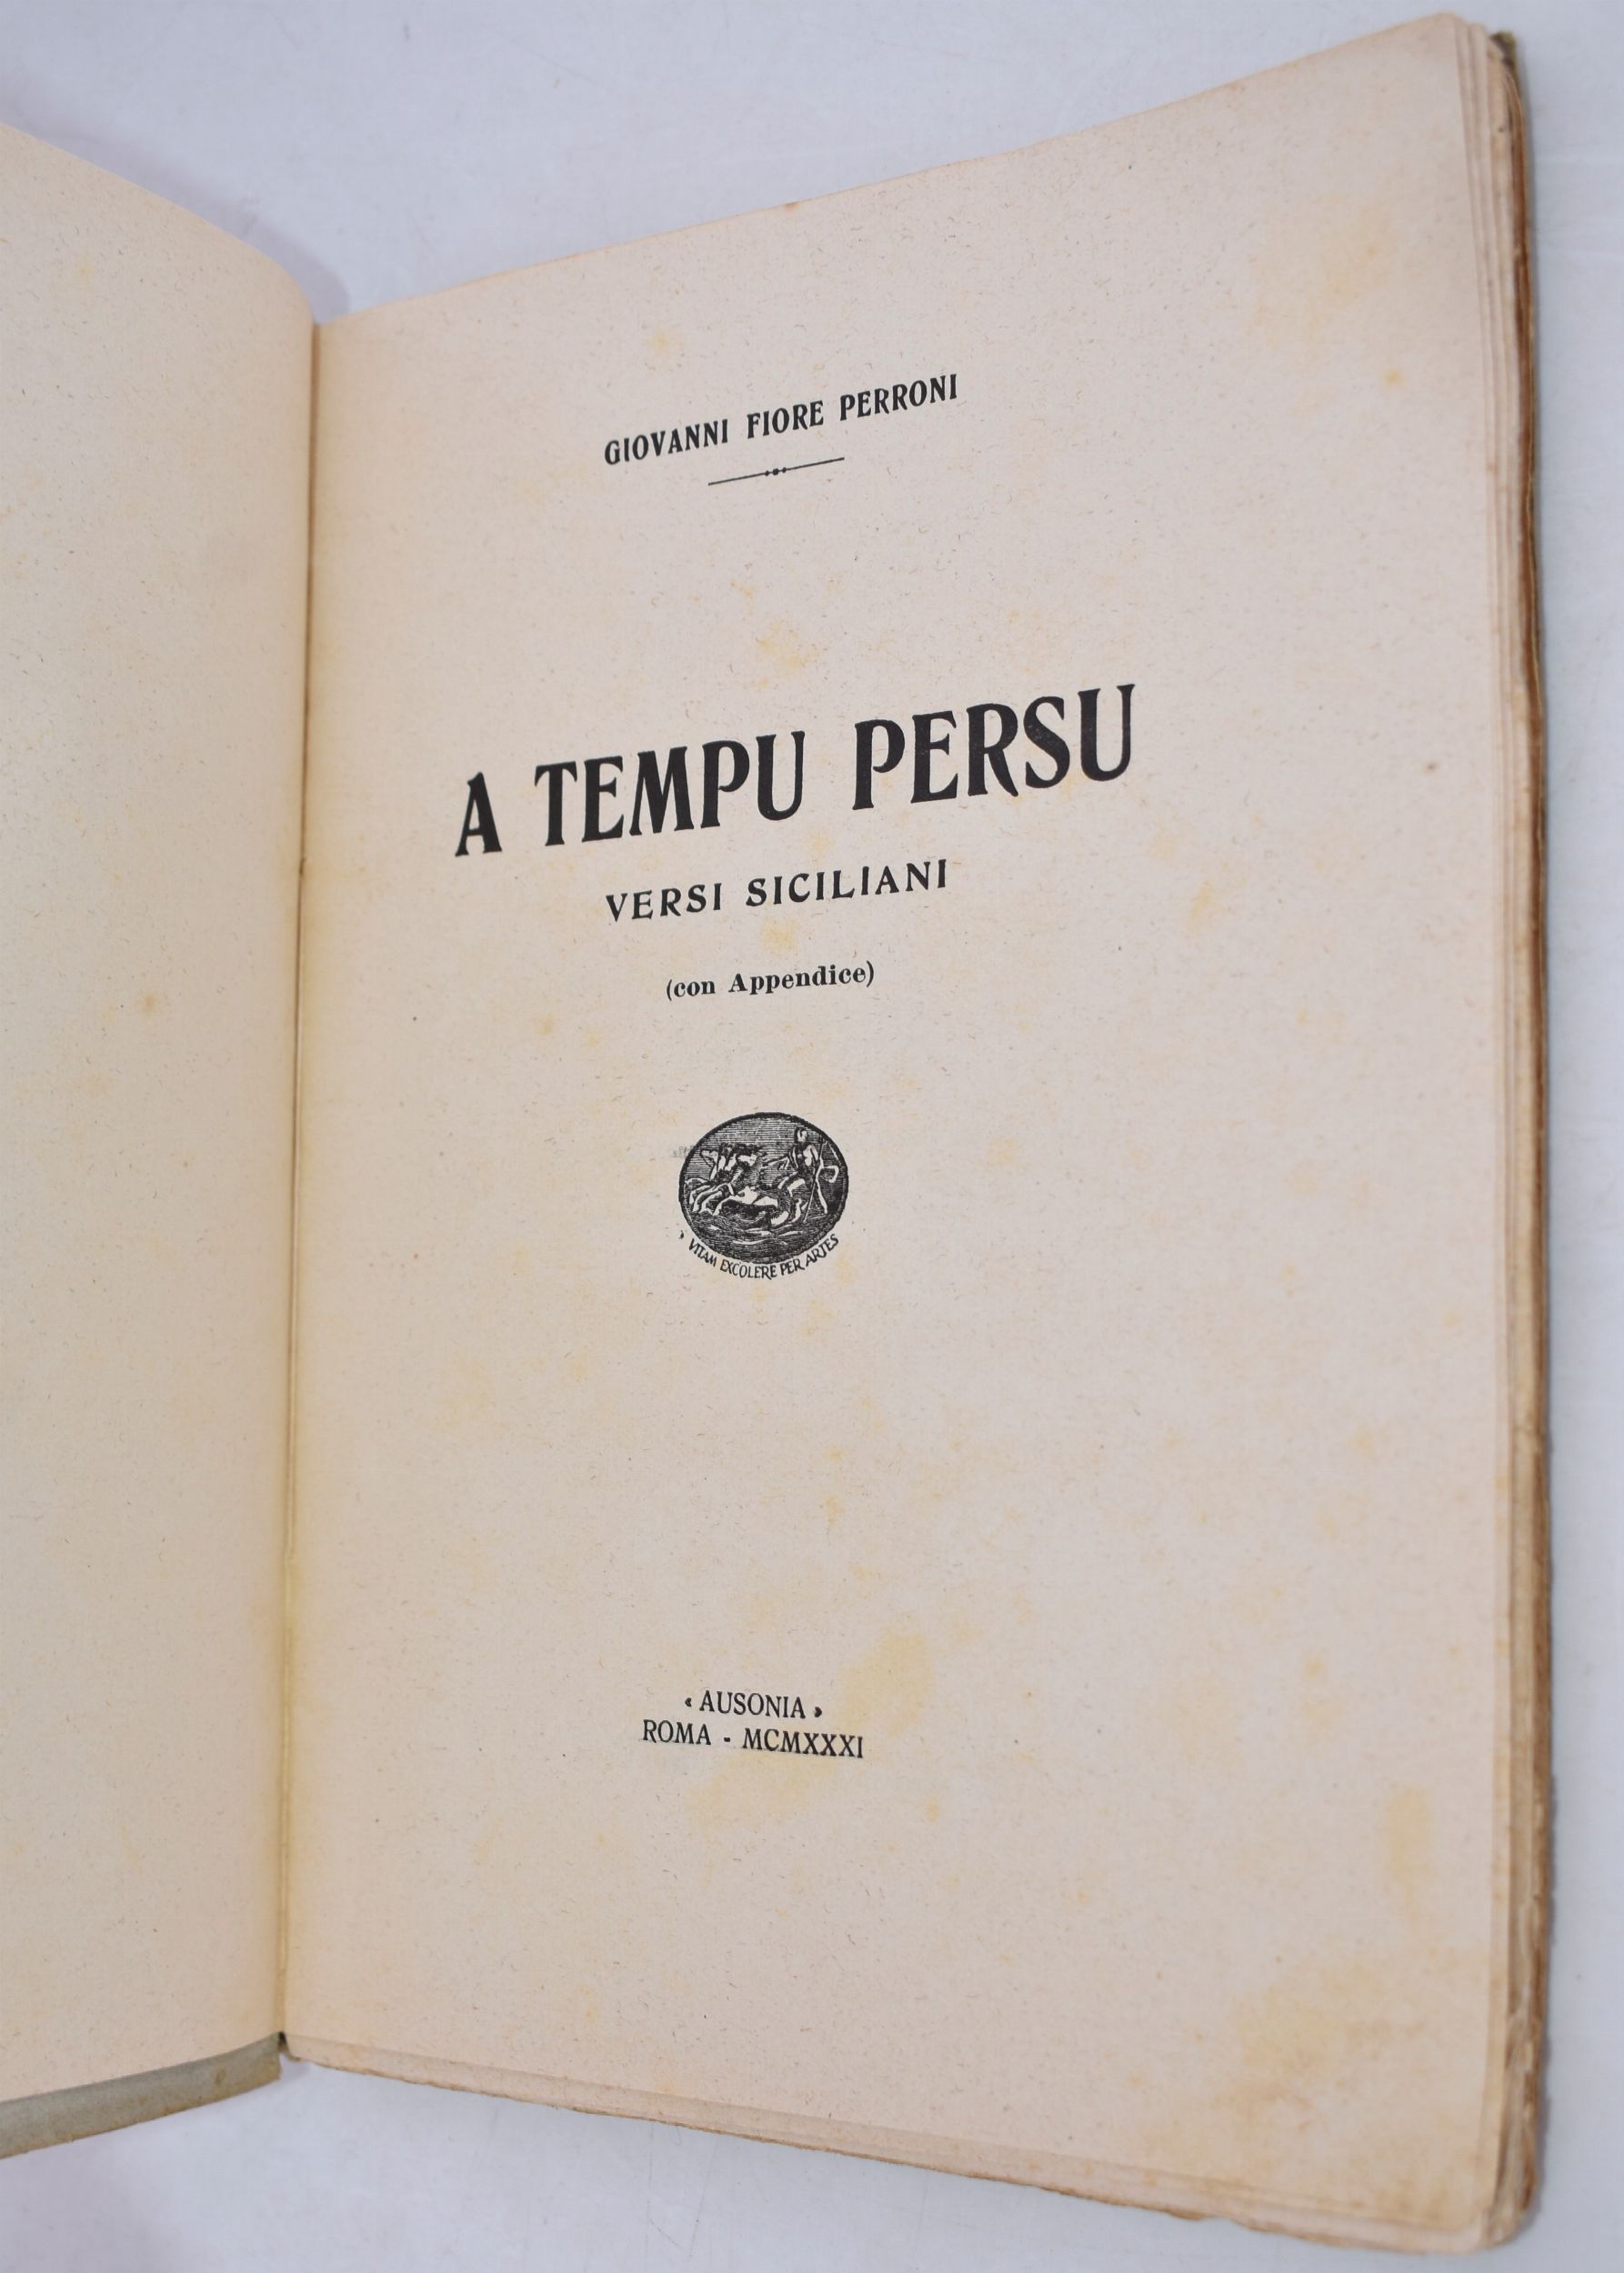 GIOVANNI FIORE PERRONI
A TEMPU PERSU
VERSI SICILIANI
(con Appendice)
VITAM EXCOLERE PER ARTES
« AUSONIA »
ROMA - MCMXXXI